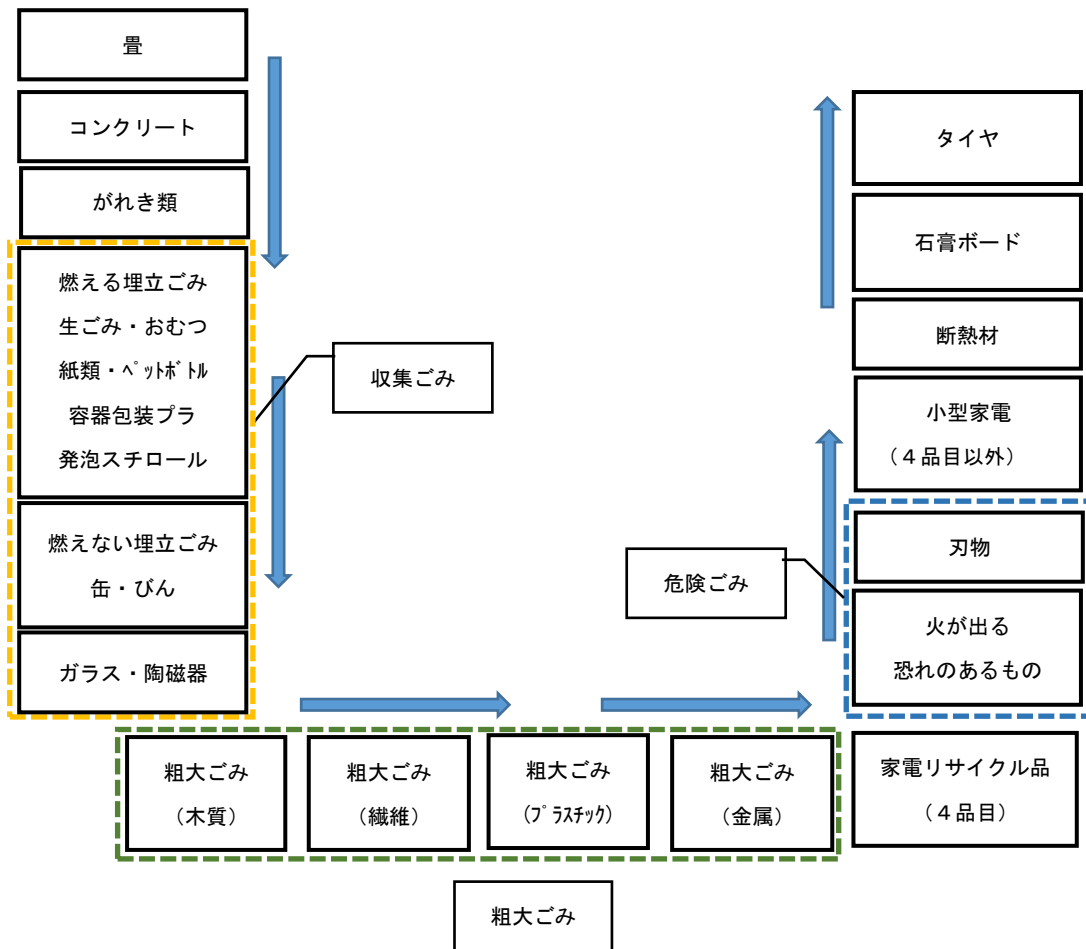 畳
コンクリート
がれき類
燃える埋立ごみ
生ごみ・おむつ
紙類・ﾍﾟｯﾄﾎﾞﾄﾙ
容器包装プラ
発泡スチロール
燃えない埋立ごみ
缶・びん
ガラス・陶磁器
収集ごみ
粗大ごみ
（木質）
粗大ごみ
（繊維）
粗大ごみ
(ﾌﾟﾗｽﾁｯｸ)
粗大ごみ
（金属）
粗大ごみ
家電リサイクル品
（４品目）
危険ごみ
火が出る
恐れのあるもの
刃物
小型家電
（４品目以外）
断熱材
石膏ボード
タイヤ